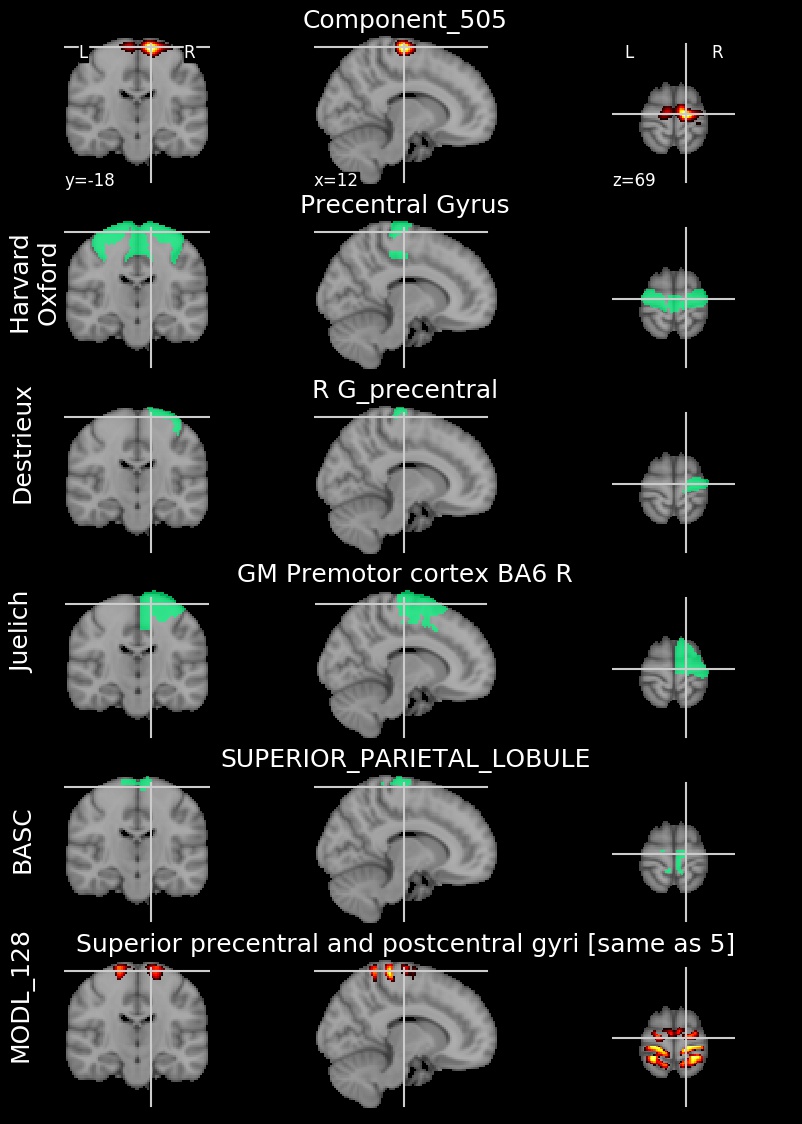 Component_505
L R
L R
y=-18
x=12
z=69
Precentral Gyrus
Harvard
Oxford
R G_precentral
Destrieux
GM Premotor cortex BA6 R
Juelich
SUPERIOR_PARIETAL_LOBULE
BASC
Superior precentral and postcentral gyri [same as 5]
MODL_128